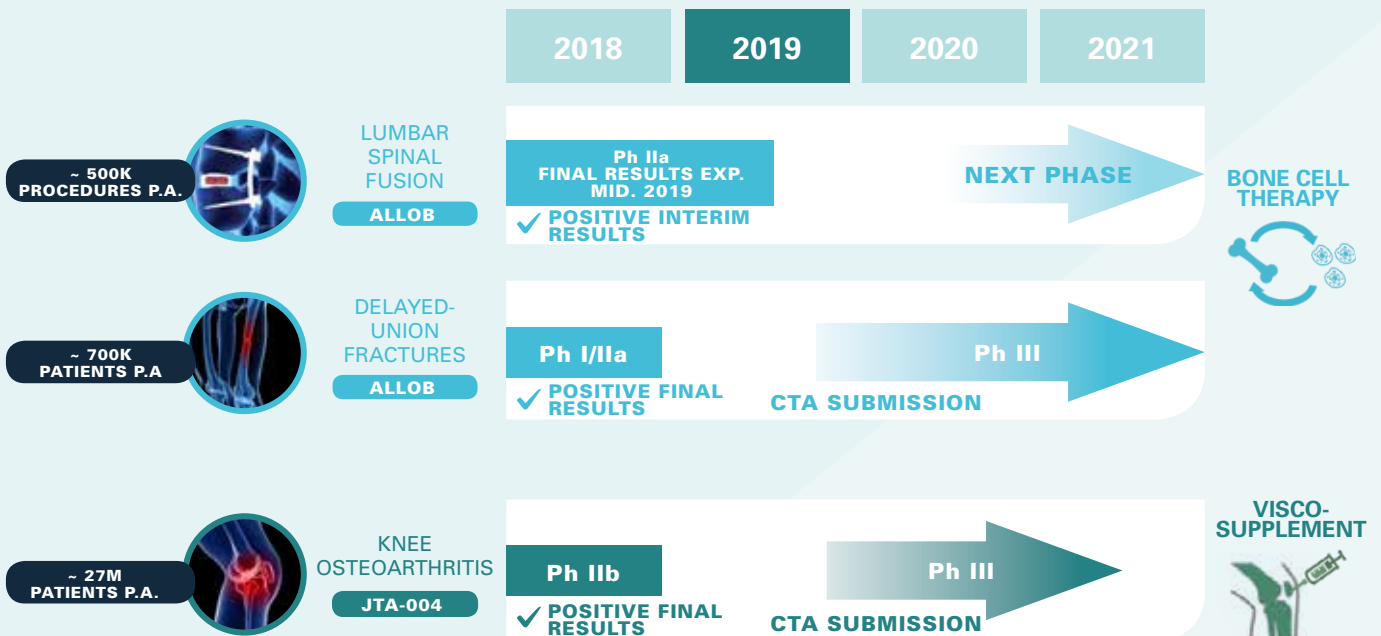 2018
2019
2020
2021
~ 500K
PROCEDURES P.A.
LUMBAR
SPINAL
FUSION
ALLOB
Ph IIa
FINAL RESULTS EXP.
MID. 2019
POSITIVE INTERIM
RESULTS
NEXT PHASE
BONE CELL
THERAPY
~ 700K
PATIENTS P.A
DELAYED-
UNION
FRACTURES
ALLOB
Ph I/IIa
POSITIVE FINAL
RESULTS
CTA SUBMISSION
Ph III
~ 27M
PATIENTS P.A.
KNEE
OSTEOARTHRITIS
JTA-004
Ph IIb
POSITIVE FINAL
RESULTS
CTA SUBMISSION
Ph III
VISCO-
SUPPLEMENT